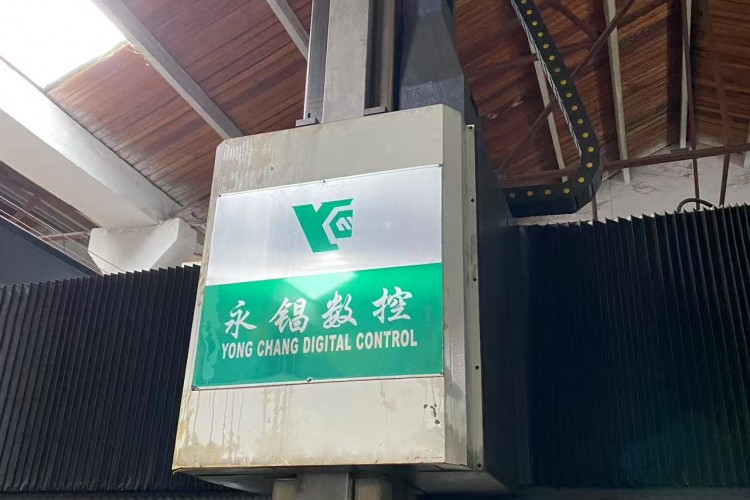 永锠数控
YONG CHANG DIGITAL CONTROL